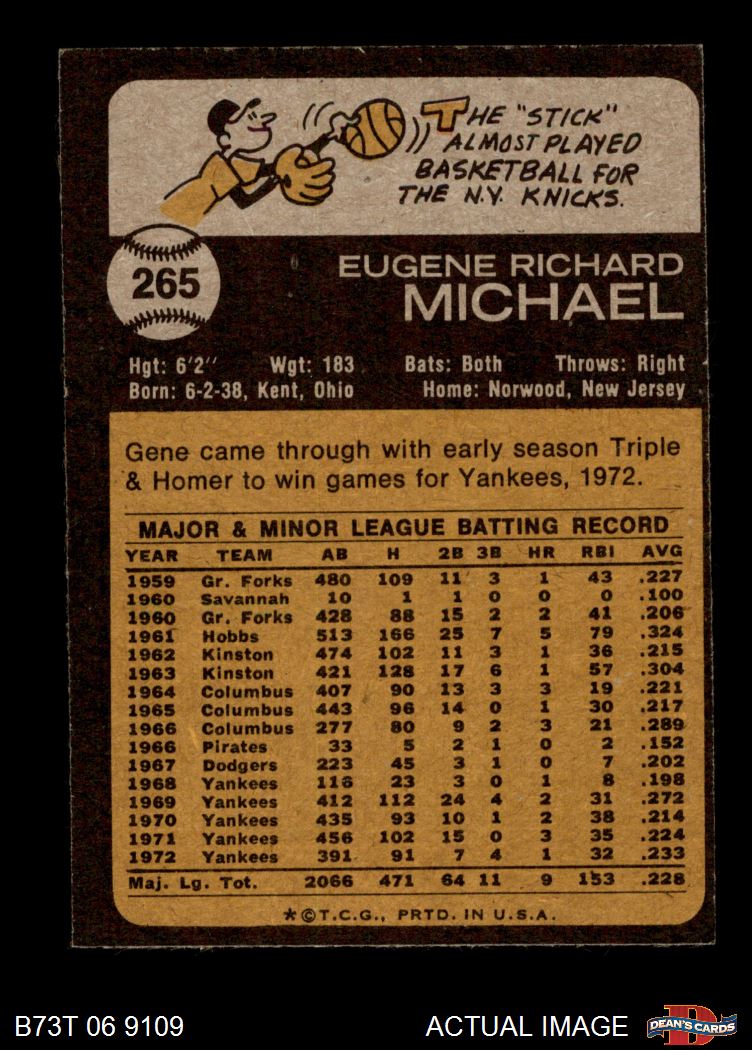 THE "STICK"
ALMOST PLAYED
BASKETBALL FOR
THE N.Y. KNICKS.
265
EUGENE RICHARD
MICHAEL
Hgt: 6'2" Wgt: 183 Bats: Both Throws: Right
Born: 6-2-38, Kent, Ohio Home: Norwood, New Jersey
Gene came through with early season Triple
& Homer to win games for Yankees, 1972.
MAJOR & MINOR LEAGUE BATTING RECORD
YEAR TEAM AB H 2B 3B HR RBI AVG
1959 Gr. Forks 480 109 11 3 1 43 .227
1960 Savannah 10 1 1 0 0 0 .100
1960 Gr. Forks 428 88 15 2 2 41 .206
1961 Hobbs 513 166 25 7 5 79 .324
1962 Kinston 474 102 11 3 1 36 .215
1963 Kinston 421 128 17 6 1 57 .304
1964 Columbus 407 90 13 3 3 19 .221
1965 Columbus 443 96 14 0 1 30 .217
1966 Columbus 277 80 9 2 3 21 .289
1966 Pirates 33 5 2 1 0 2 .152
1967 Dodgers 223 45 3 1 0 7 .202
1968 Yankees 116 23 3 0 1 8 .198
1969 Yankees 412 112 24 4 2 31 .272
1970 Yankees 435 93 10 1 2 38 .214
1971 Yankees 456 102 15 0 3 35 .224
1972 Yankees 391 91 7 4 1 32 .233
Maj. Lg. Tot. 2066 471 64 11 9 153 .228
*©T.C.G., PRTD. IN U.S.A.
B73T 06 9109 ACTUAL IMAGE D DEAN'S CARDS